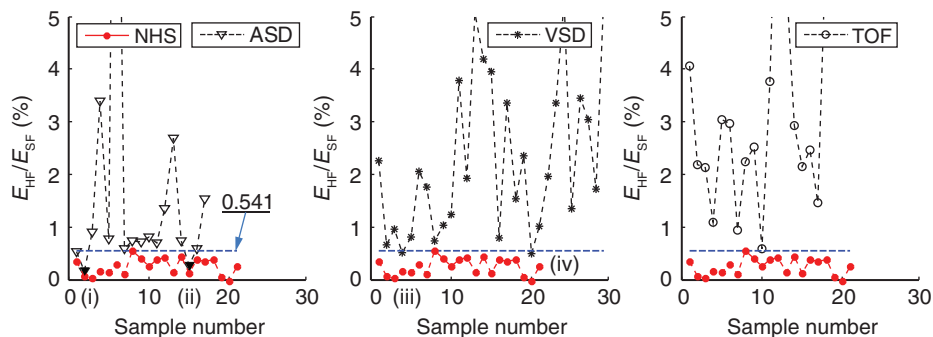 NHS
ASD
E_HF/E_SF (%)
5
4
3
2
1
0
0.541
0
(i)
10
(ii)
20
30
Sample number
VSD
E_HF/E_SF (%)
5
4
3
2
1
0
(iv)
0
(iii)
10
20
30
Sample number
TOF
E_HF/E_SF (%)
5
4
3
2
1
0
0
10
20
30
Sample number